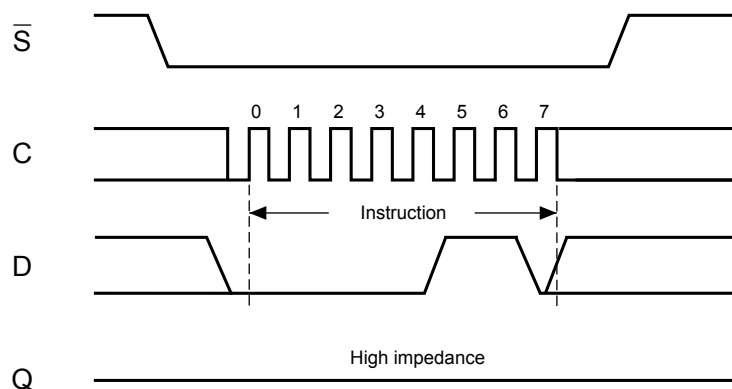 S̅
C
0 1 2 3 4 5 6 7
Instruction
D
High impedance
Q